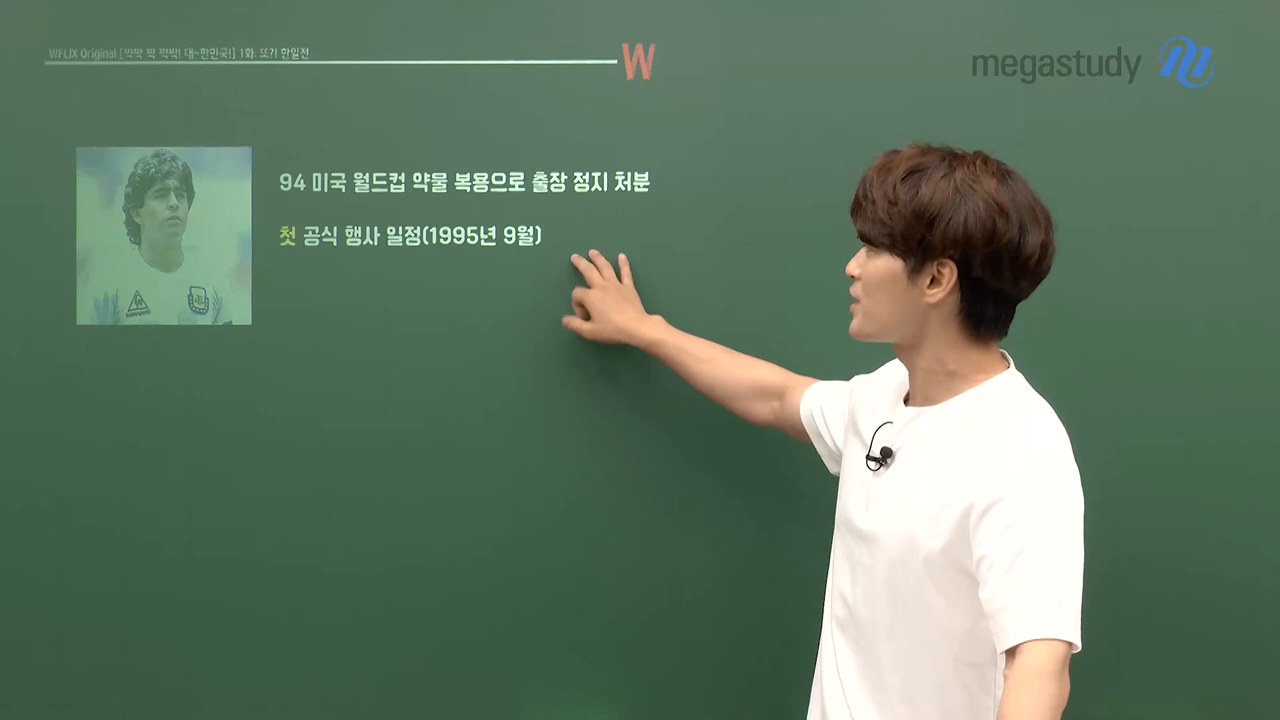 WFLIX Original [짝짝 짝 짝짝! 대~한민국!] 1화. 또?! 한일전
W
megastudy
94 미국 월드컵 약물 복용으로 출장 정지 처분
첫 공식 행사 일정(1995년 9월)